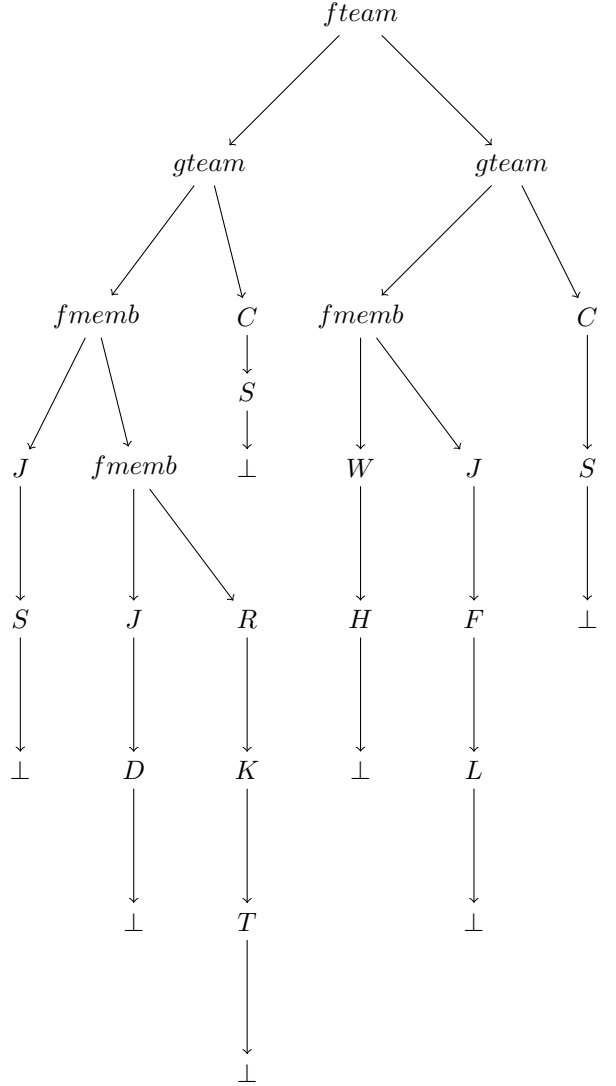 fteam
gteam gteam
fmemb C fmemb C
S
J fmemb ⊥ W J S
S J R H F ⊥
⊥ D K ⊥ L
⊥ T ⊥
⊥